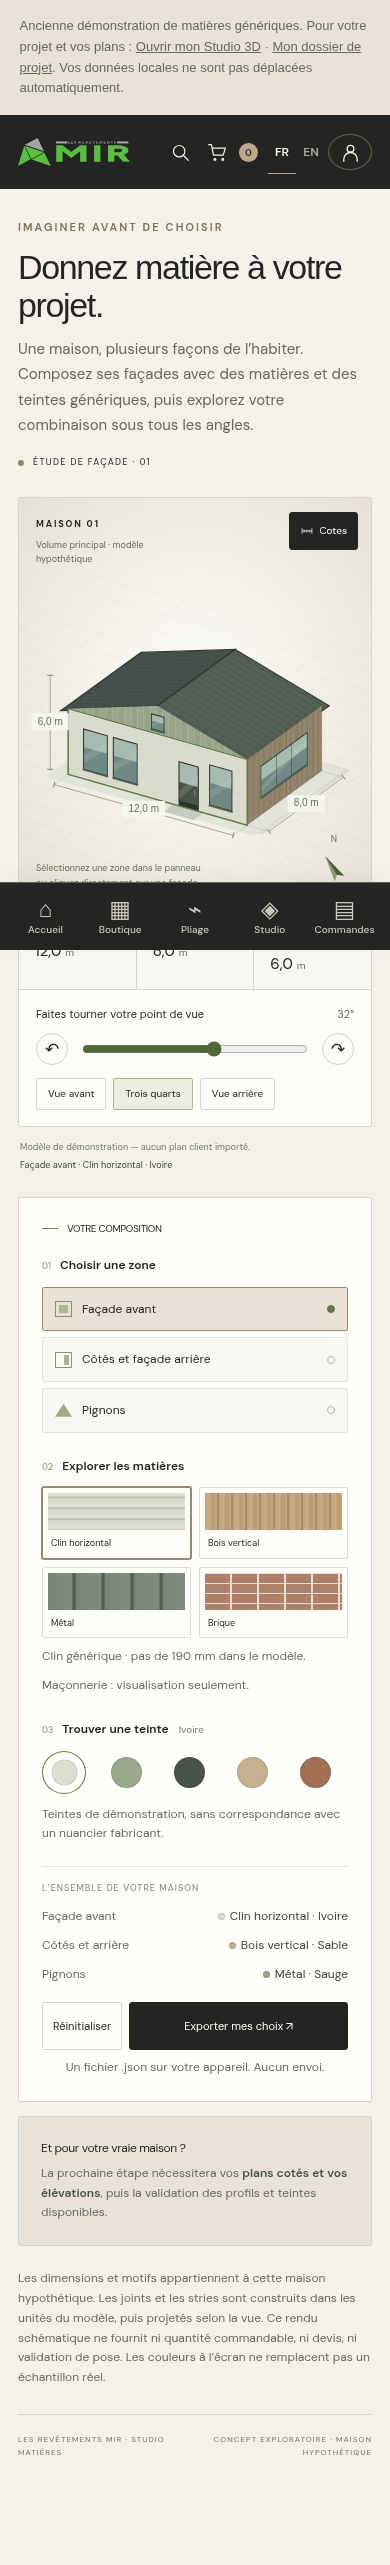 Ancienne démonstration de matières génériques. Pour votre
projet et vos plans : Ouvrir mon Studio 3D · Mon dossier de
projet. Vos données locales ne sont pas déplacées
automatiquement.
LES REVÊTEMENTS
MIR
0
FR
EN
IMAGINER AVANT DE CHOISIR
Donnez matière à votre
projet.
Une maison, plusieurs façons de l'habiter.
Composez ses façades avec des matières et des
teintes génériques, puis explorez votre
combinaison sous tous les angles.
ÉTUDE DE FAÇADE · 01
MAISON 01
Cotes
Volume principal · modèle
hypothétique
6,0 m
12,0 m
8,0 m
N
Sélectionnez une zone dans le panneau
Accueil
Boutique
Pliage
Studio
Commandes
12,0 m
8,0 m
6,0 m
Faites tourner votre point de vue
32°
Vue avant
Trois quarts
Vue arrière
Modèle de démonstration — aucun plan client importé.
Façade avant · Clin horizontal · Ivoire
VOTRE COMPOSITION
01 Choisir une zone
Façade avant
Côtés et façade arrière
Pignons
02 Explorer les matières
Clin horizontal
Bois vertical
Métal
Brique
Clin générique · pas de 190 mm dans le modèle.
Maçonnerie : visualisation seulement.
03 Trouver une teinte Ivoire
Teintes de démonstration, sans correspondance avec
un nuancier fabricant.
L'ENSEMBLE DE VOTRE MAISON
Façade avant
Clin horizontal · Ivoire
Côtés et arrière
Bois vertical · Sable
Pignons
Métal · Sauge
Réinitialiser
Exporter mes choix
Un fichier .json sur votre appareil. Aucun envoi.
Et pour votre vraie maison ?
La prochaine étape nécessitera vos plans cotés et vos
élévations, puis la validation des profils et teintes
disponibles.
Les dimensions et motifs appartiennent à cette maison
hypothétique. Les joints et les stries sont construits dans les
unités du modèle, puis projetés selon la vue. Ce rendu
schématique ne fournit ni quantité commandable, ni devis, ni
validation de pose. Les couleurs à l'écran ne remplacent pas un
échantillon réel.
LES REVÊTEMENTS MIR · STUDIO
MATIÈRES
CONCEPT EXPLORATOIRE · MAISON
HYPOTHÉTIQUE